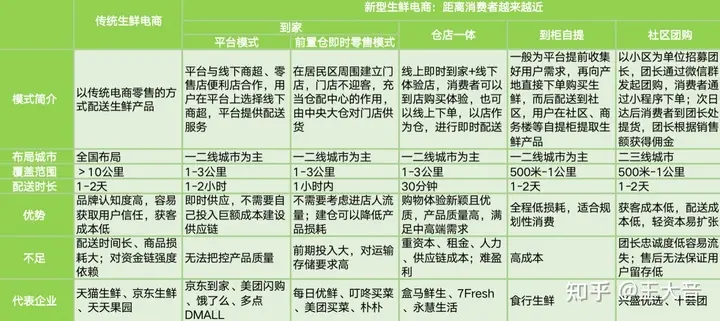 传统生鲜电商
新型生鲜电商：距离消费者越来越近
到家
仓店一体
到柜自提
社区团购
平台模式
前置仓即时零售模式
模式简介
以传统电商零售的方
式配送生鲜产品
平台与线下商超、零
售店便利店合作，用
户在平台上选择线下
商超，平台提供配送
服务
在居民区周围建立门
店，门店不迎客，充
当仓配中心的作用，
由中央大仓对门店供
货
线上即时到家+线下
体验店，消费者可以
到店购买体验，也可
以线上下单，以店作
为仓，进行即时配送
一般为平台提前收集
好用户需求，再向产
地直接下单购买生
鲜，而后配送到社
区，用户在社区、商
务楼等自提柜提取生
鲜产品
以小区为单位招募团
长，团长通过微信群
发起团购，消费者通
过小程序下单；次日
达后消费者到团长处
提货，团长根据销售
额获得佣金
布局城市
全国布局
一二线城市为主
一二线城市为主
一二线城市为主
一二线城市为主
二三线城市
覆盖范围
＞10公里
1-3公里
1-3公里
1-3公里
500米-1公里
500米-1公里
配送时长
1-2天
1-2小时
1小时内
30分钟
1-2天
1-2天
优势
品牌认知度高，容易
获取用户信任，获客
成本低
即时供应，不需要自
己投入巨额成本建设
供应链
不需要考虑进店人流
量；建仓可以降低产
品损耗
购物体验新颖且优
质，产品质量高，满
足中高端需求
全程低损耗，适合规
划性消费
获客成本低，配送成
本低，轻资本易扩张
不足
配送时间长、商品损
耗大；对资金链强度
依赖
无法把控产品质量
前期投入大，对运输
存储要求高
重资本，租金、人力
、供应链成本；难盈
利
高成本
团长忠诚度低容易流
失；售后无法保证用
户留存低
代表企业
天猫生鲜、京东生鲜
、天天果园
京东到家、美团闪购
、饿了么、多点
DMALL
每日优鲜、叮咚买菜
、美团买菜、朴朴
盒马鲜生、7Fresh
、永慧生活
食行生鲜
兴盛优选、十荟团
知乎 @王大音